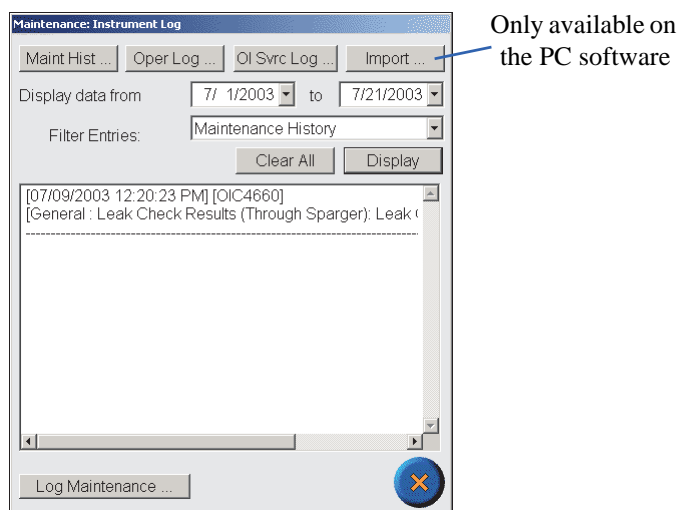 Maintenance: Instrument Log
Only available on
the PC software
Maint Hist ... Oper Log ... OI Svrc Log ... Import ...
Display data from 7/ 1/2003 to 7/21/2003
Filter Entries: Maintenance History
Clear All Display
[07/09/2003 12:20:23 PM] [OIC4660]
[General : Leak Check Results (Through Sparger): Leak
--------------------------------------------------------------------------------
Log Maintenance ...